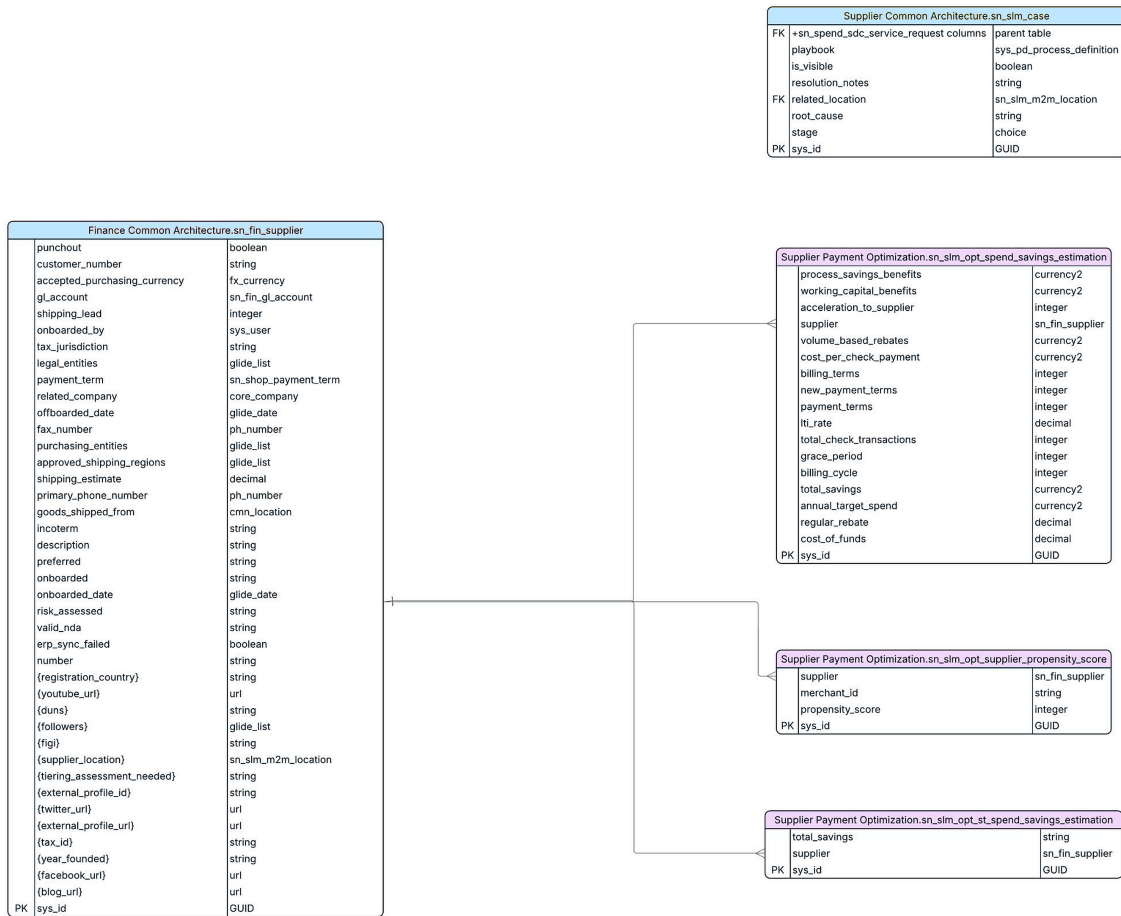 Supplier Common Architecture.sn_slm_case
FK +sn_spend_sdc_service_request columns parent table
playbook sys_pd_process_definition
is_visible boolean
resolution_notes string
FK related_location sn_slm_m2m_location
root_cause string
stage choice
PK sys_id GUID
Finance Common Architecture.sn_fin_supplier
punchout boolean
customer_number string
accepted_purchasing_currency fx_currency
gl_account sn_fin_gl_account
shipping_lead integer
onboarded_by sys_user
tax_jurisdiction string
legal_entities glide_list
payment_term sn_shop_payment_term
related_company core_company
offboarded_date glide_date
fax_number ph_number
purchasing_entities glide_list
approved_shipping_regions glide_list
shipping_estimate decimal
primary_phone_number ph_number
goods_shipped_from cmn_location
incoterm string
description string
preferred string
onboarded string
onboarded_date glide_date
risk_assessed string
valid_nda string
erp_sync_failed boolean
number string
{registration_country} string
{youtube_url} url
{duns} string
{followers} glide_list
{figi} string
{supplier_location} sn_slm_m2m_location
{tiering_assessment_needed} string
{external_profile_id} string
{twitter_url} url
{external_profile_url} url
{tax_id} string
{year_founded} string
{facebook_url} url
{blog_url} url
PK sys_id GUID
Supplier Payment Optimization.sn_slm_opt_spend_savings_estimation
process_savings_benefits currency2
working_capital_benefits currency2
acceleration_to_supplier integer
supplier sn_fin_supplier
volume_based_rebates currency2
cost_per_check_payment currency2
billing_terms integer
new_payment_terms integer
payment_terms integer
lti_rate decimal
total_check_transactions integer
grace_period integer
billing_cycle integer
total_savings currency2
annual_target_spend currency2
regular_rebate decimal
cost_of_funds decimal
PK sys_id GUID
Supplier Payment Optimization.sn_slm_opt_supplier_propensity_score
supplier sn_fin_supplier
merchant_id string
propensity_score integer
PK sys_id GUID
Supplier Payment Optimization.sn_slm_opt_st_spend_savings_estimation
total_savings string
supplier sn_fin_supplier
PK sys_id GUID